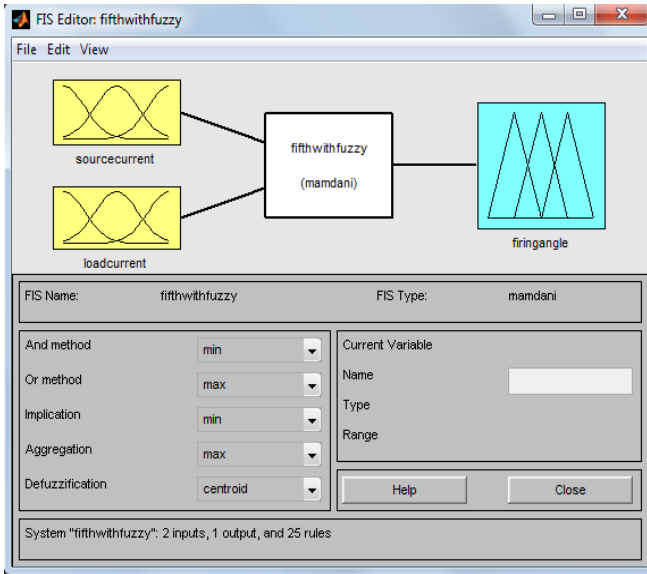 FIS Editor: fifthwithfuzzy
File Edit View
sourcecurrent
loadcurrent
fifthwithfuzzy
(mamdani)
firingangle
FIS Name: fifthwithfuzzy FIS Type: mamdani
And method min
Or method max
Implication min
Aggregation max
Defuzzification centroid
Current Variable
Name
Type
Range
Help Close
System "fifthwithfuzzy": 2 inputs, 1 output, and 25 rules